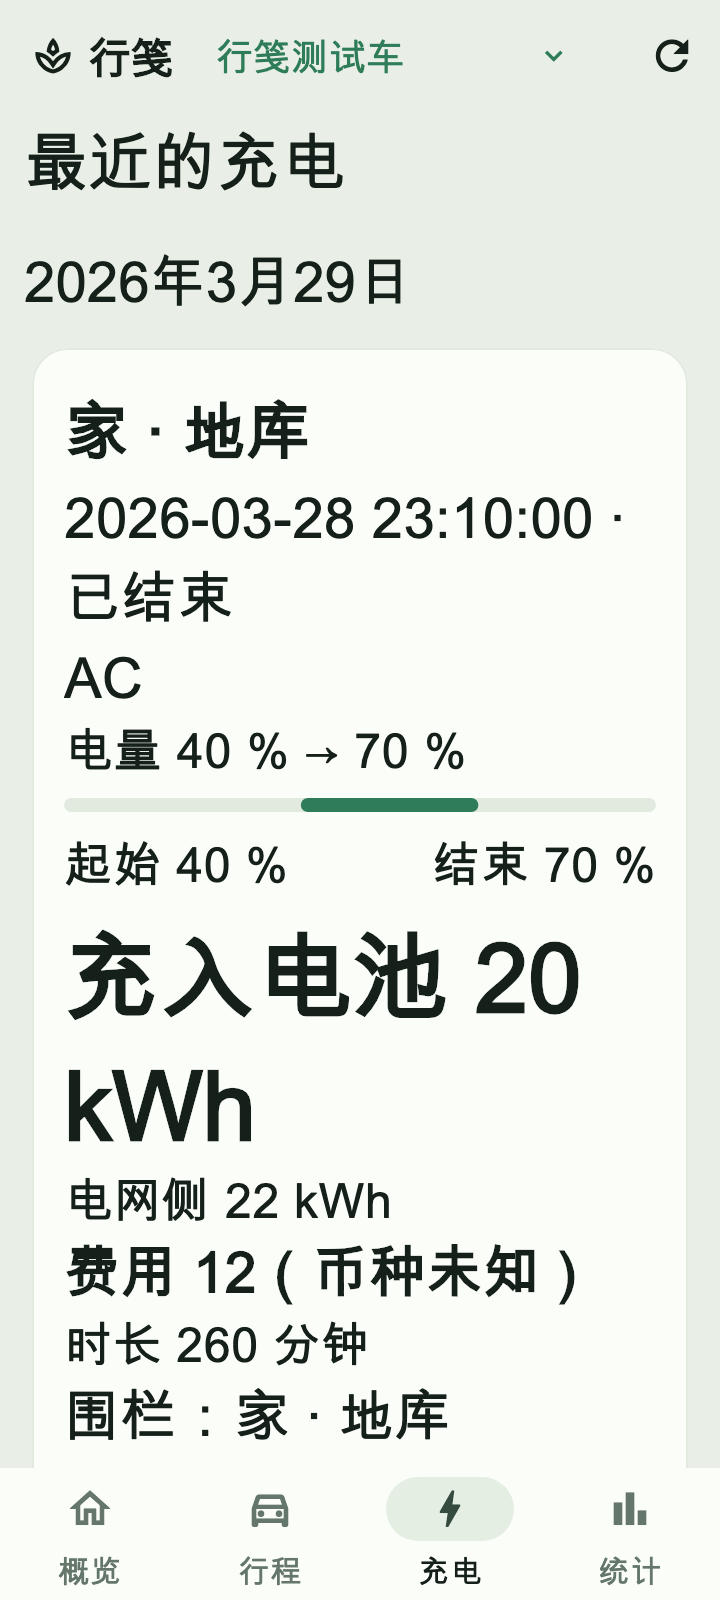 行笺 行笺测试车
最近的充电
2026年3月29日
家 · 地库
2026-03-28 23:10:00 ·
已结束
AC
电量 40 % → 70 %
起始 40 % 结束 70 %
充入电池 20
kWh
电网侧 22 kWh
费用 12（币种未知）
时长 260 分钟
围栏：家 · 地库
概览 行程 充电 统计